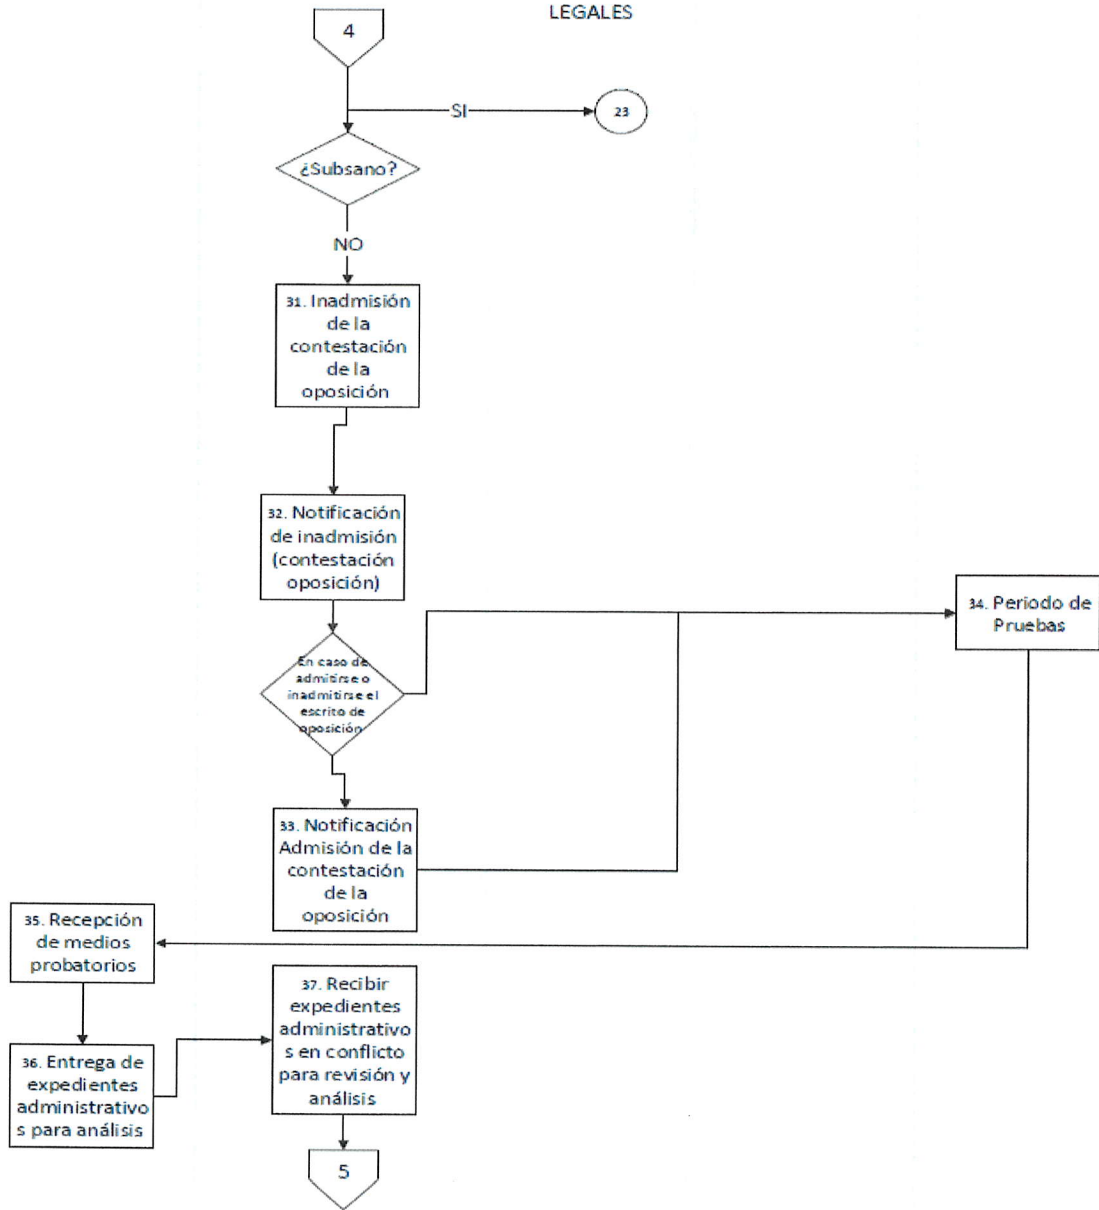 LEGALES
4
SI
23
¿Subsano?
NO
31. Inadmisión
de la
contestación
de la
oposición
32. Notificación
de inadmisión
(contestación
oposición)
34. Periodo de
Pruebas
En caso de
admitirse o
inadmitirse el
escrito de
oposición
33. Notificación
Admisión de la
contestación
de la
oposición
35. Recepción
de medios
probatorios
37. Recibir
expedientes
administrativo
s en conflicto
para revisión y
análisis
36. Entrega de
expedientes
administrativo
s para análisis
5